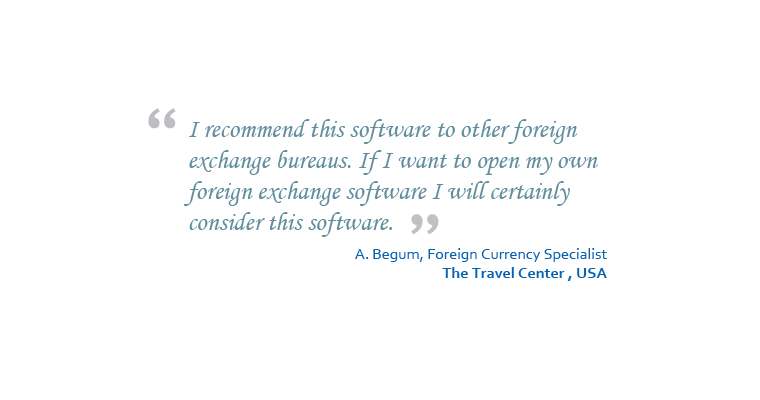 “ I recommend this software to other foreign
exchange bureaus. If I want to open my own
foreign exchange software I will certainly
consider this software. ”
A. Begum, Foreign Currency Specialist
The Travel Center , USA